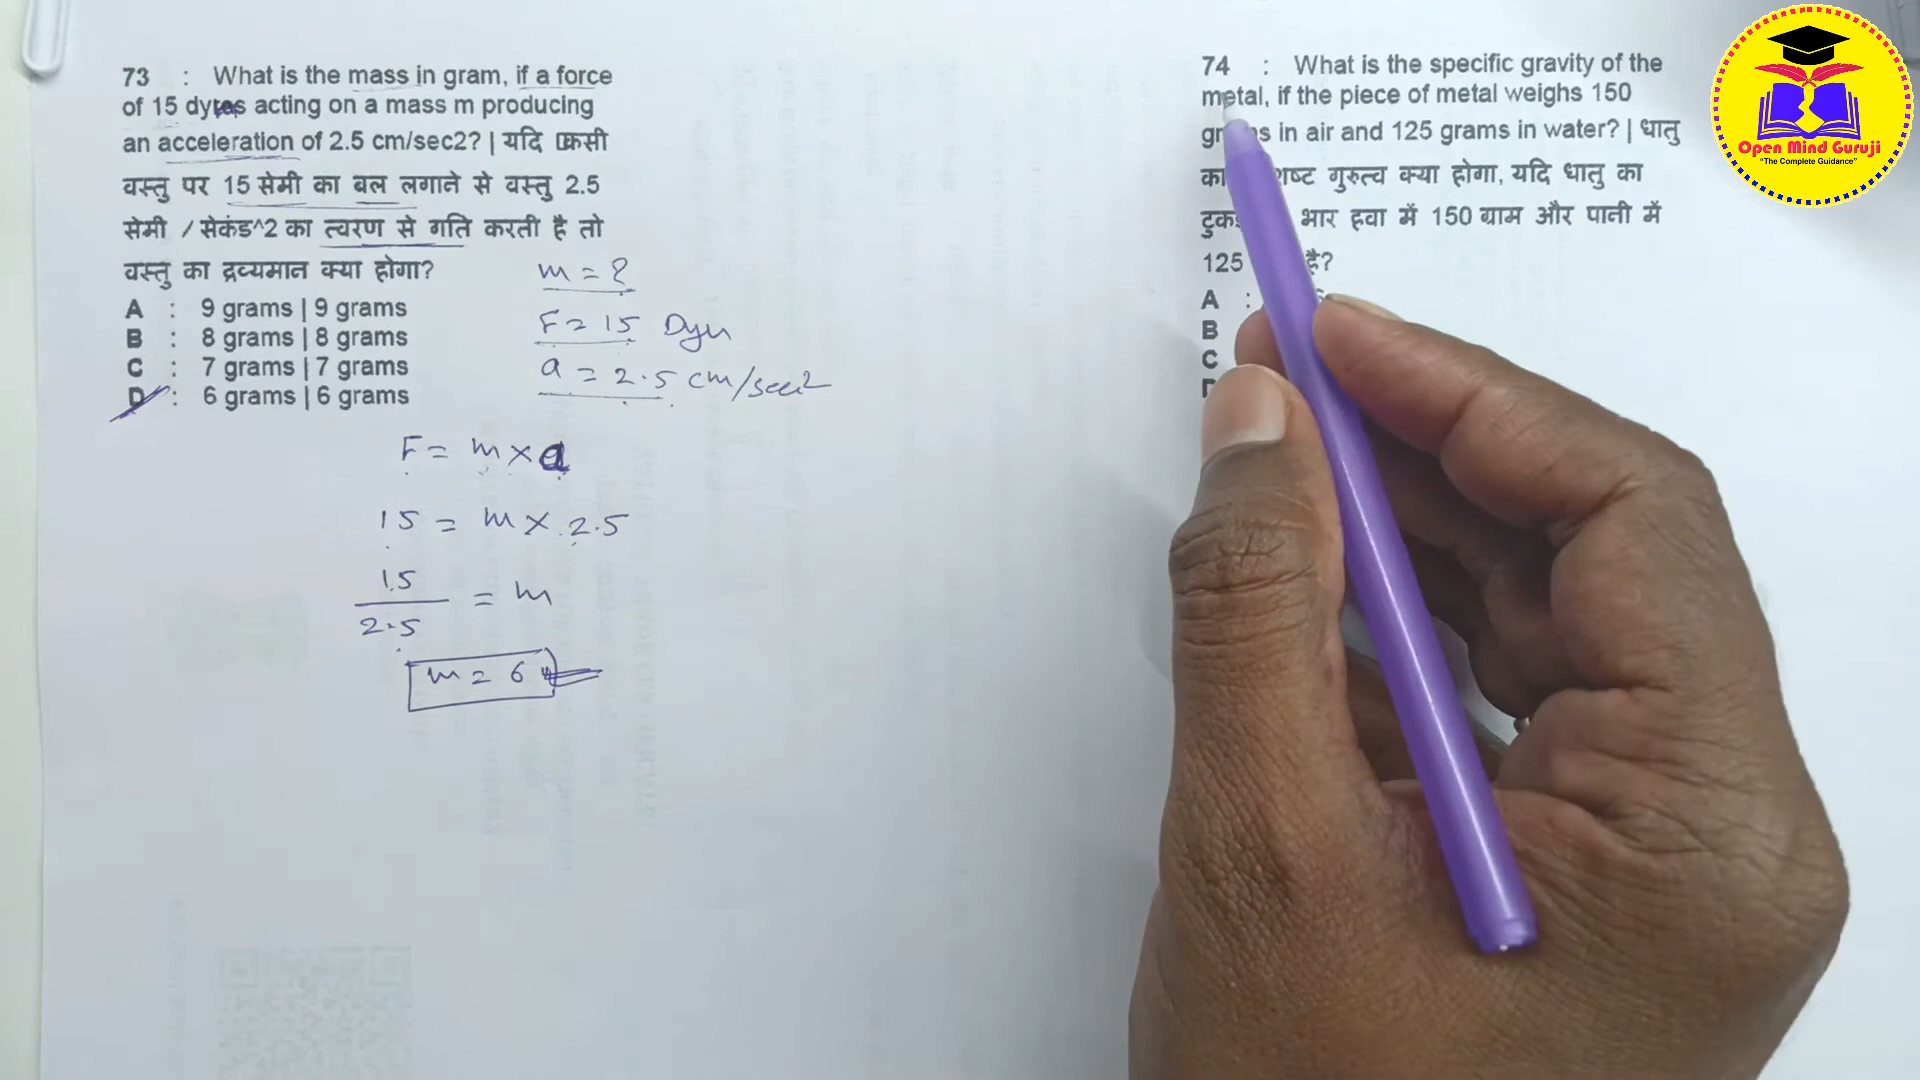 73 : What is the mass in gram, if a force
of 15 dynes acting on a mass m producing
an acceleration of 2.5 cm/sec2? | यदि किसी
वस्तु पर 15 सेमी का बल लगाने से वस्तु 2.5
सेमी / सेकंड^2 का त्वरण से गति करती है तो
वस्तु का द्रव्यमान क्या होगा?
A : 9 grams | 9 grams
B : 8 grams | 8 grams
C : 7 grams | 7 grams
D : 6 grams | 6 grams
m = ?
F = 15 Dyn
a = 2.5 cm/sec2
F = m × a
15 = m × 2.5
15
2.5
= m
m = 6
74 : What is the specific gravity of the
metal, if the piece of metal weighs 150
in air and 125 grams in water? | धातु
का गुरुत्व क्या होगा, यदि धातु का
भार हवा में 150 ग्राम और पानी में
125 है?
A :
B
C
Open Mind Guruji
"The Complete Guidance"